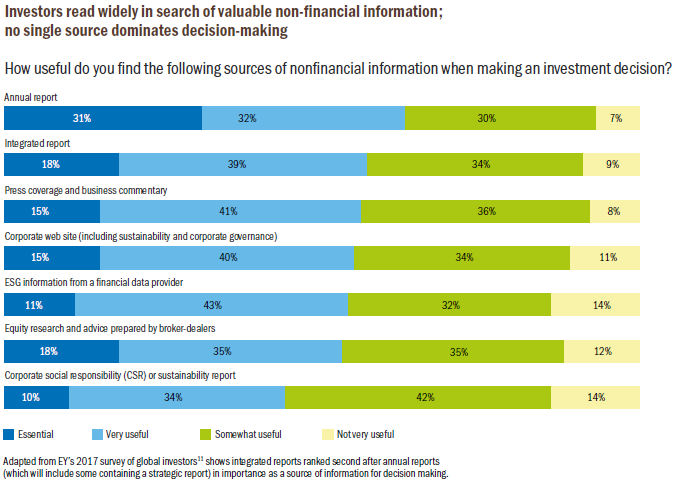 Investors read widely in search of valuable non-financial information;
no single source dominates decision-making
How useful do you find the following sources of nonfinancial information when making an investment decision?
Annual report
31% 32% 30% 7%
Integrated report
18% 39% 34% 9%
Press coverage and business commentary
15% 41% 36% 8%
Corporate web site (including sustainability and corporate governance)
15% 40% 34% 11%
ESG information from a financial data provider
11% 43% 32% 14%
Equity research and advice prepared by broker-dealers
18% 35% 35% 12%
Corporate social responsibility (CSR) or sustainability report
10% 34% 42% 14%
Essential Very useful Somewhat useful Not very useful
Adapted from EY's 2017 survey of global investors¹¹ shows integrated reports ranked second after annual reports
(which will include some containing a strategic report) in importance as a source of information for decision making.